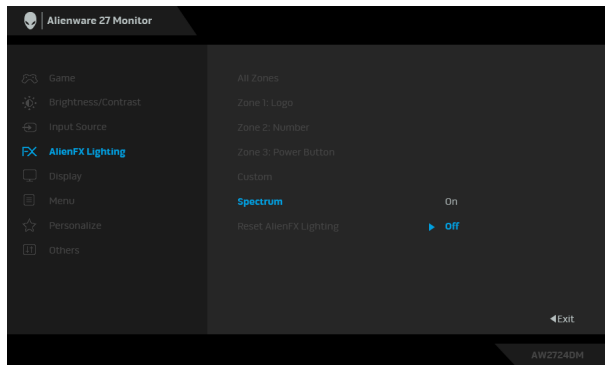 Alienware 27 Monitor
Game
Brightness/Contrast
Input Source
FX AlienFX Lighting
Display
Menu
Personalize
Others
All Zones
Zone 1: Logo
Zone 2: Number
Zone 3: Power Button
Custom
Spectrum On
Reset AlienFX Lighting Off
Exit
AW2724DM